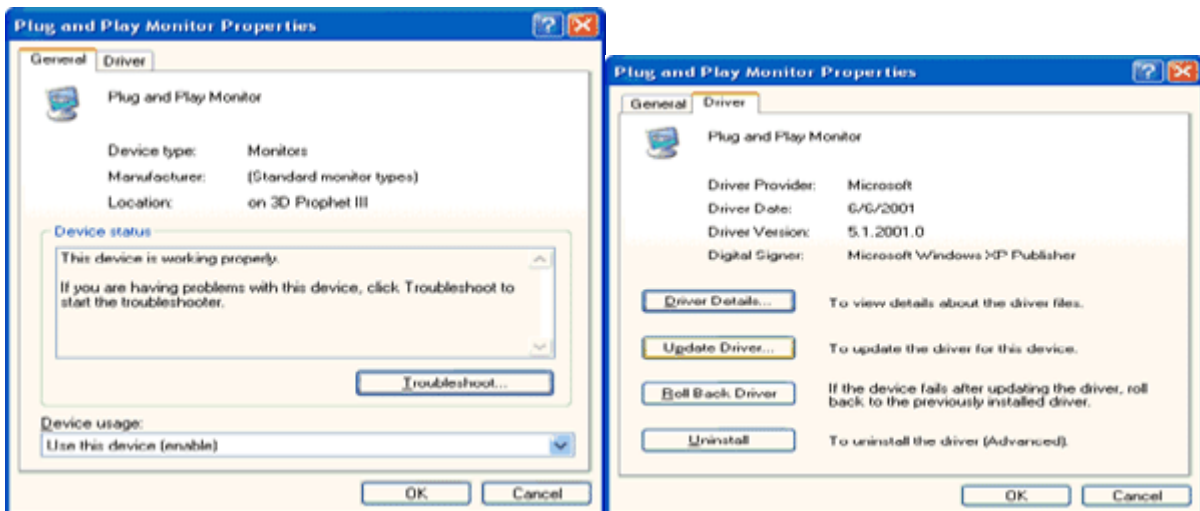 Plug and Play Monitor Properties
General Driver
Plug and Play Monitor
Device type: Monitors
Manufacturer: (Standard monitor types)
Location: on 3D Prophet III
Device status
This device is working properly.
If you are having problems with this device, click Troubleshoot to
start the troubleshooter.
Troubleshoot...
Device usage:
Use this device (enable)
OK Cancel
Plug and Play Monitor Properties
General Driver
Plug and Play Monitor
Driver Provider: Microsoft
Driver Date: 6/6/2001
Driver Version: 5.1.2001.0
Digital Signer: Microsoft Windows XP Publisher
Driver Details... To view details about the driver files.
Update Driver... To update the driver for this device.
Roll Back Driver If the device fails after updating the driver, roll
back to the previously installed driver.
Uninstall To uninstall the driver (Advanced).
OK Cancel